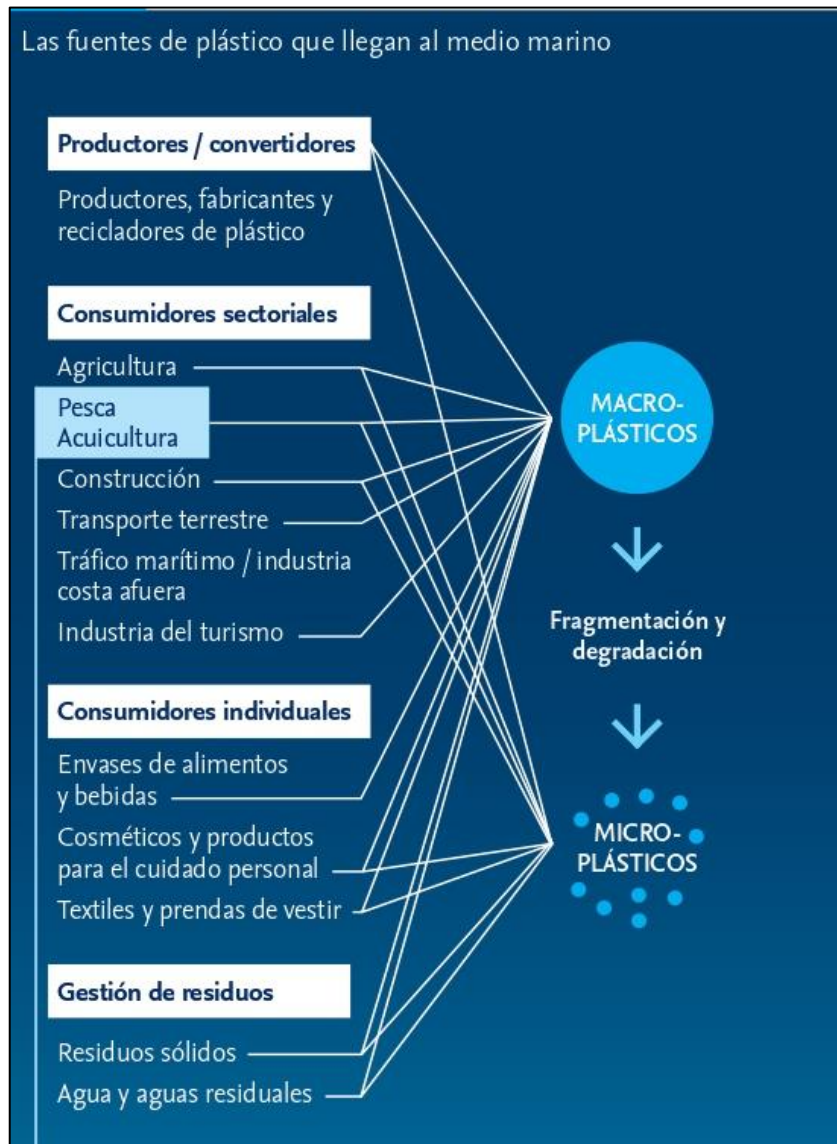 Las fuentes de plástico que llegan al medio marino
Productores / convertidores
Productores, fabricantes y
recicladores de plástico
Consumidores sectoriales
Agricultura
Pesca
Acuicultura
Construcción
Transporte terrestre
Tráfico marítimo / industria
costa afuera
Industria del turismo
Consumidores individuales
Envases de alimentos
y bebidas
Cosméticos y productos
para el cuidado personal
Textiles y prendas de vestir
Gestión de residuos
Residuos sólidos
Agua y aguas residuales
MACRO-
PLÁSTICOS
Fragmentación y
degradación
MICRO-
PLÁSTICOS